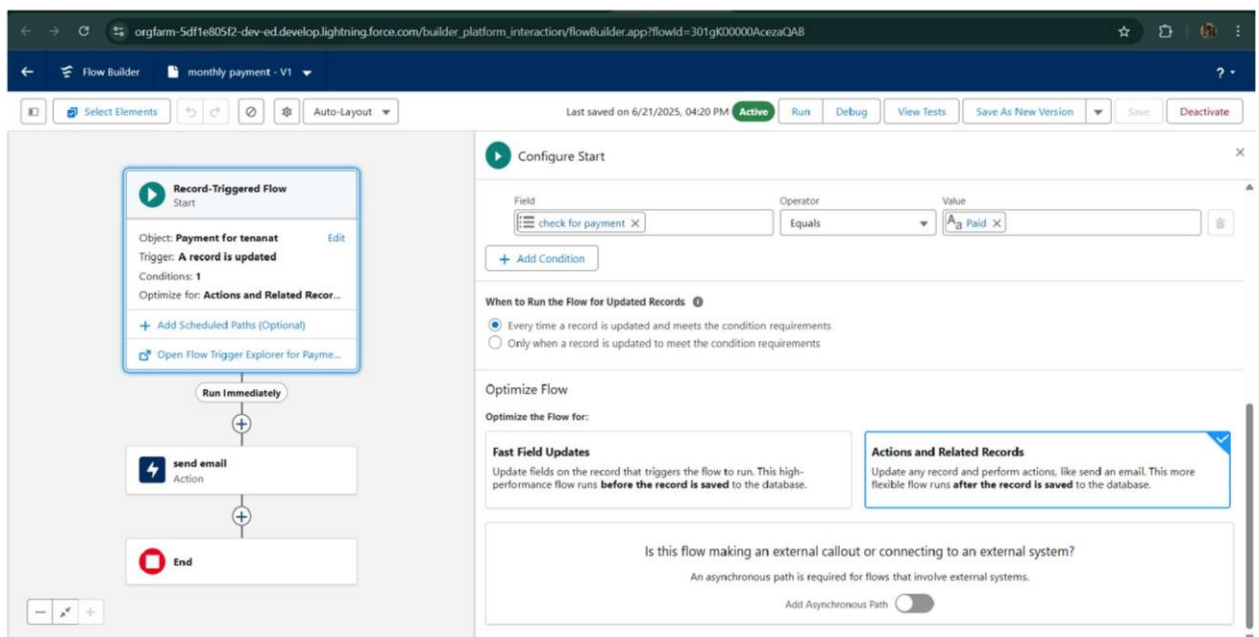 orgfarm-5df1e805f2-dev-ed.develop.lightning.force.com/builder_platform_interaction/flowBuilder.app?flowId=301gK00000AcezaQAB
Flow Builder monthly payment - V1 ?
Select Elements Auto-Layout Last saved on 6/21/2025, 04:20 PM Active Run Debug View Tests Save As New Version Save Deactivate
Record-Triggered Flow
Start
Object: Payment for tenanat Edit
Trigger: A record is updated
Conditions: 1
Optimize for: Actions and Related Recor...
+ Add Scheduled Paths (Optional)
Open Flow Trigger Explorer for Payme...
Run Immediately
send email
Action
End
Configure Start
Field Operator Value
check for payment Equals Aa Paid
+ Add Condition
When to Run the Flow for Updated Records
Every time a record is updated and meets the condition requirements
Only when a record is updated to meet the condition requirements
Optimize Flow
Optimize the Flow for:
Fast Field Updates
Update fields on the record that triggers the flow to run. This high-
performance flow runs before the record is saved to the database.
Actions and Related Records
Update any record and perform actions, like send an email. This more
flexible flow runs after the record is saved to the database.
Is this flow making an external callout or connecting to an external system?
An asynchronous path is required for flows that involve external systems.
Add Asynchronous Path